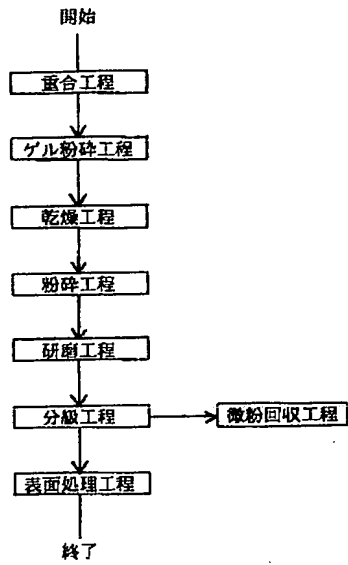 開始
重合工程
ゲル粉砕工程
乾燥工程
粉砕工程
研磨工程
分級工程
微粉回収工程
表面処理工程
終了